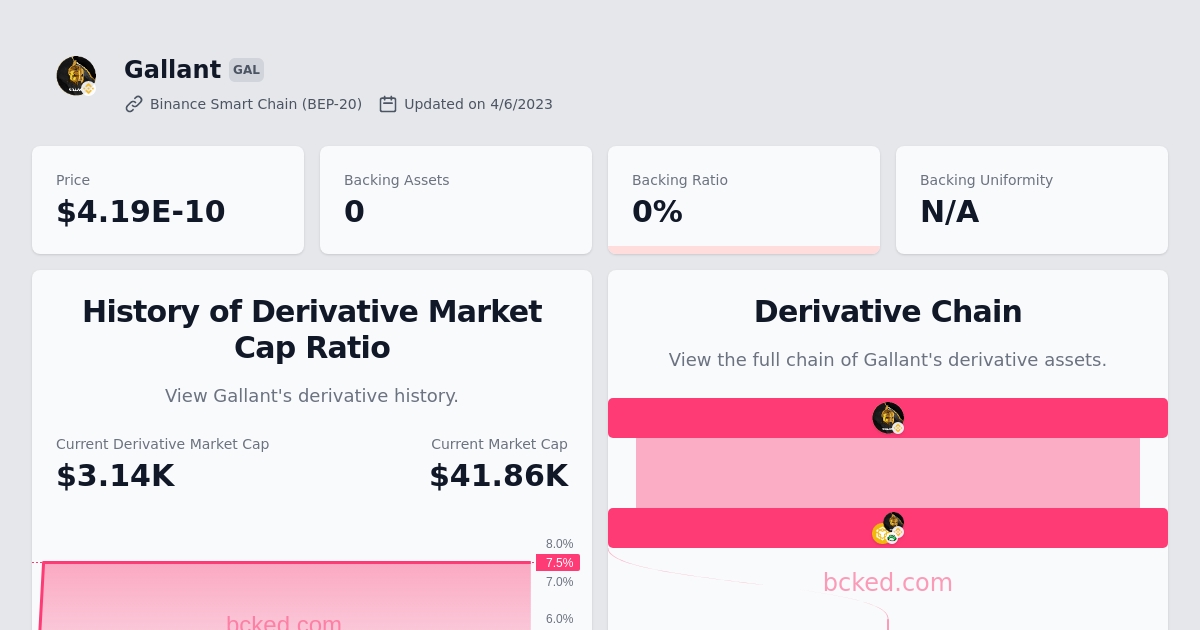 Gallant GAL
Binance Smart Chain (BEP-20) Updated on 4/6/2023
Price
$4.19E-10
Backing Assets
0
Backing Ratio
0%
Backing Uniformity
N/A
History of Derivative Market
Cap Ratio
View Gallant's derivative history.
Current Derivative Market Cap
$3.14K
Current Market Cap
$41.86K
8.0%
7.5%
7.0%
6.0%
bcked.com
Derivative Chain
View the full chain of Gallant's derivative assets.
bcked.com